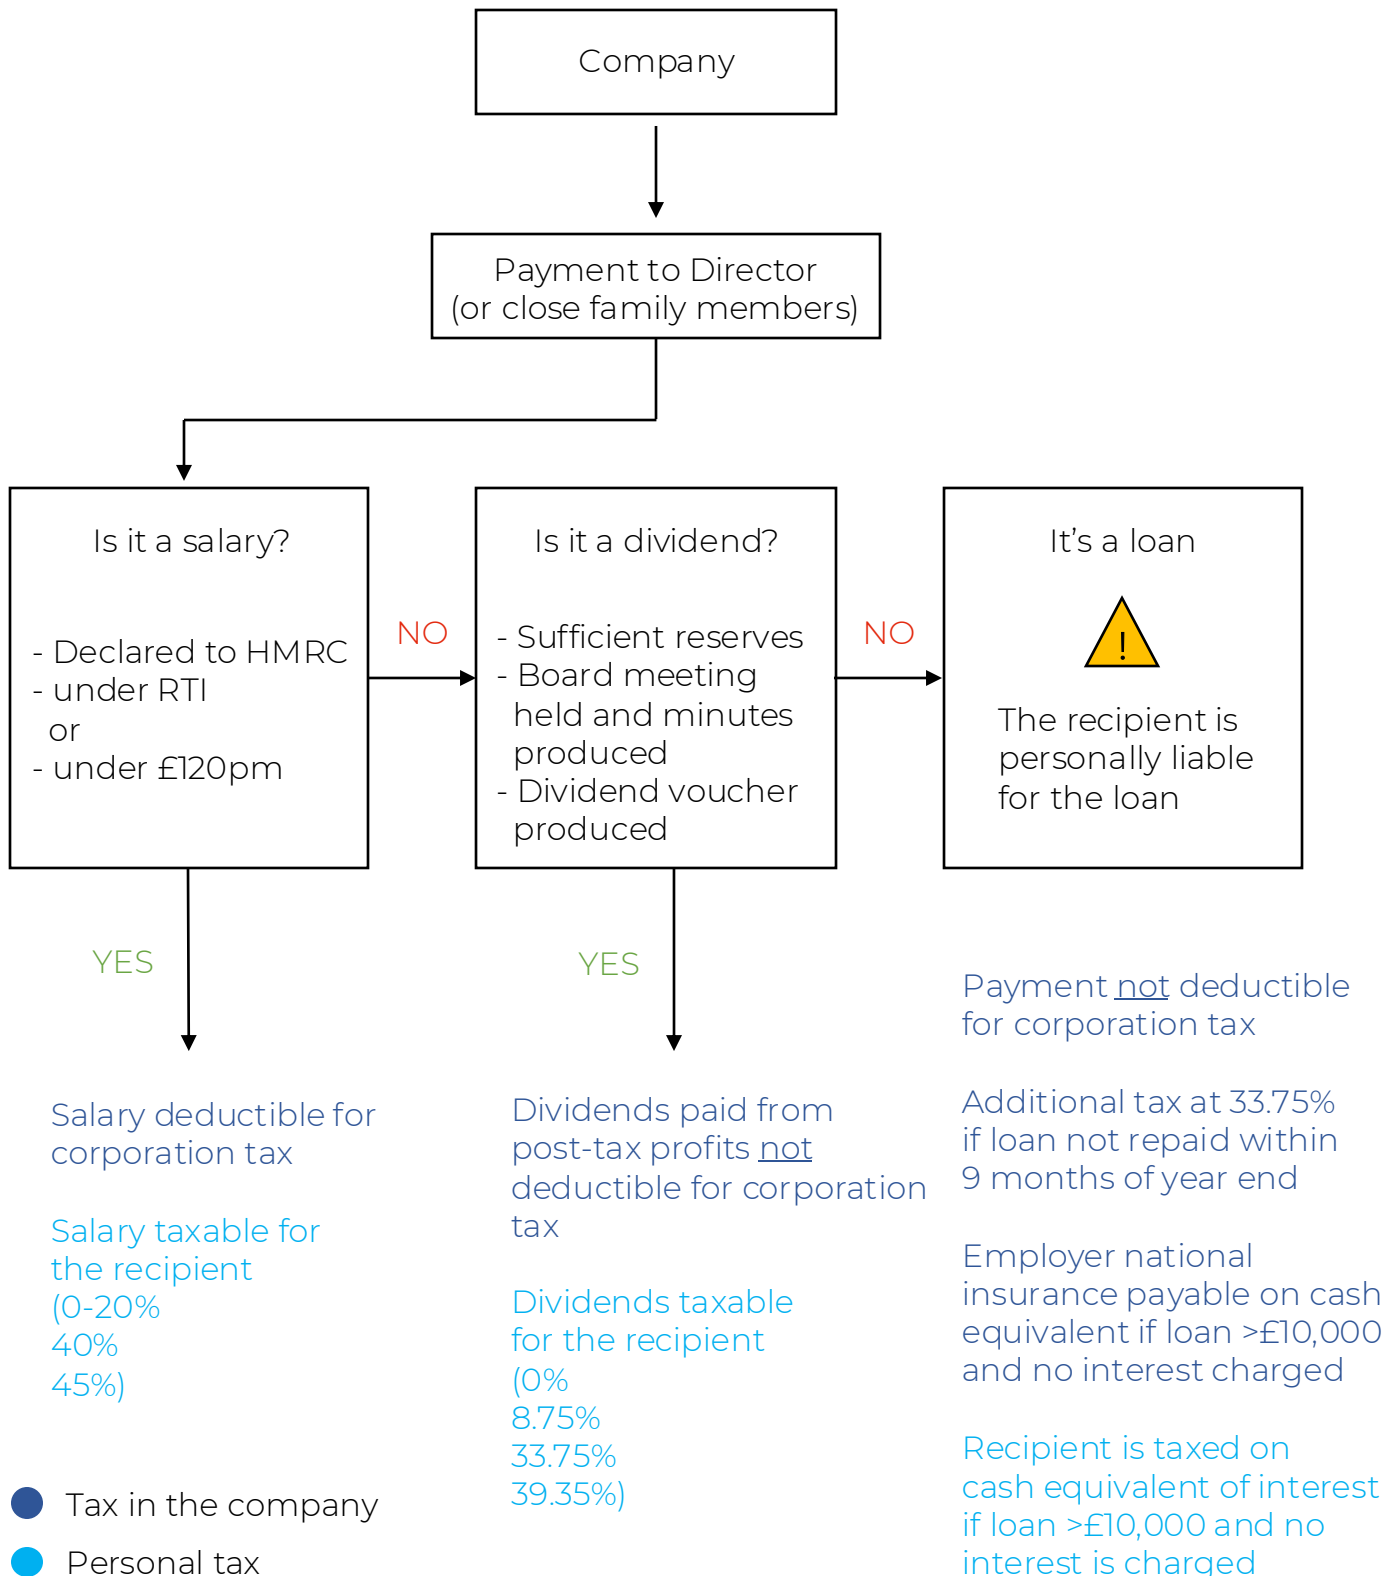 Company
Payment to Director
(or close family members)
Is it a salary?
- Declared to HMRC
- under RTI
or
- under £120pm
NO
Is it a dividend?
- Sufficient reserves
- Board meeting
held and minutes
produced
- Dividend voucher
produced
NO
It’s a loan
!
The recipient is
personally liable
for the loan
YES
Salary deductible for
corporation tax
Salary taxable for
the recipient
(0-20%
40%
45%)
YES
Dividends paid from
post-tax profits not
deductible for corporation
tax
Dividends taxable
for the recipient
(0%
8.75%
33.75%
39.35%)
Payment not deductible
for corporation tax
Additional tax at 33.75%
if loan not repaid within
9 months of year end
Employer national
insurance payable on cash
equivalent if loan >£10,000
and no interest charged
Recipient is taxed on
cash equivalent of interest
if loan >£10,000 and no
interest is charged
Tax in the company
Personal tax